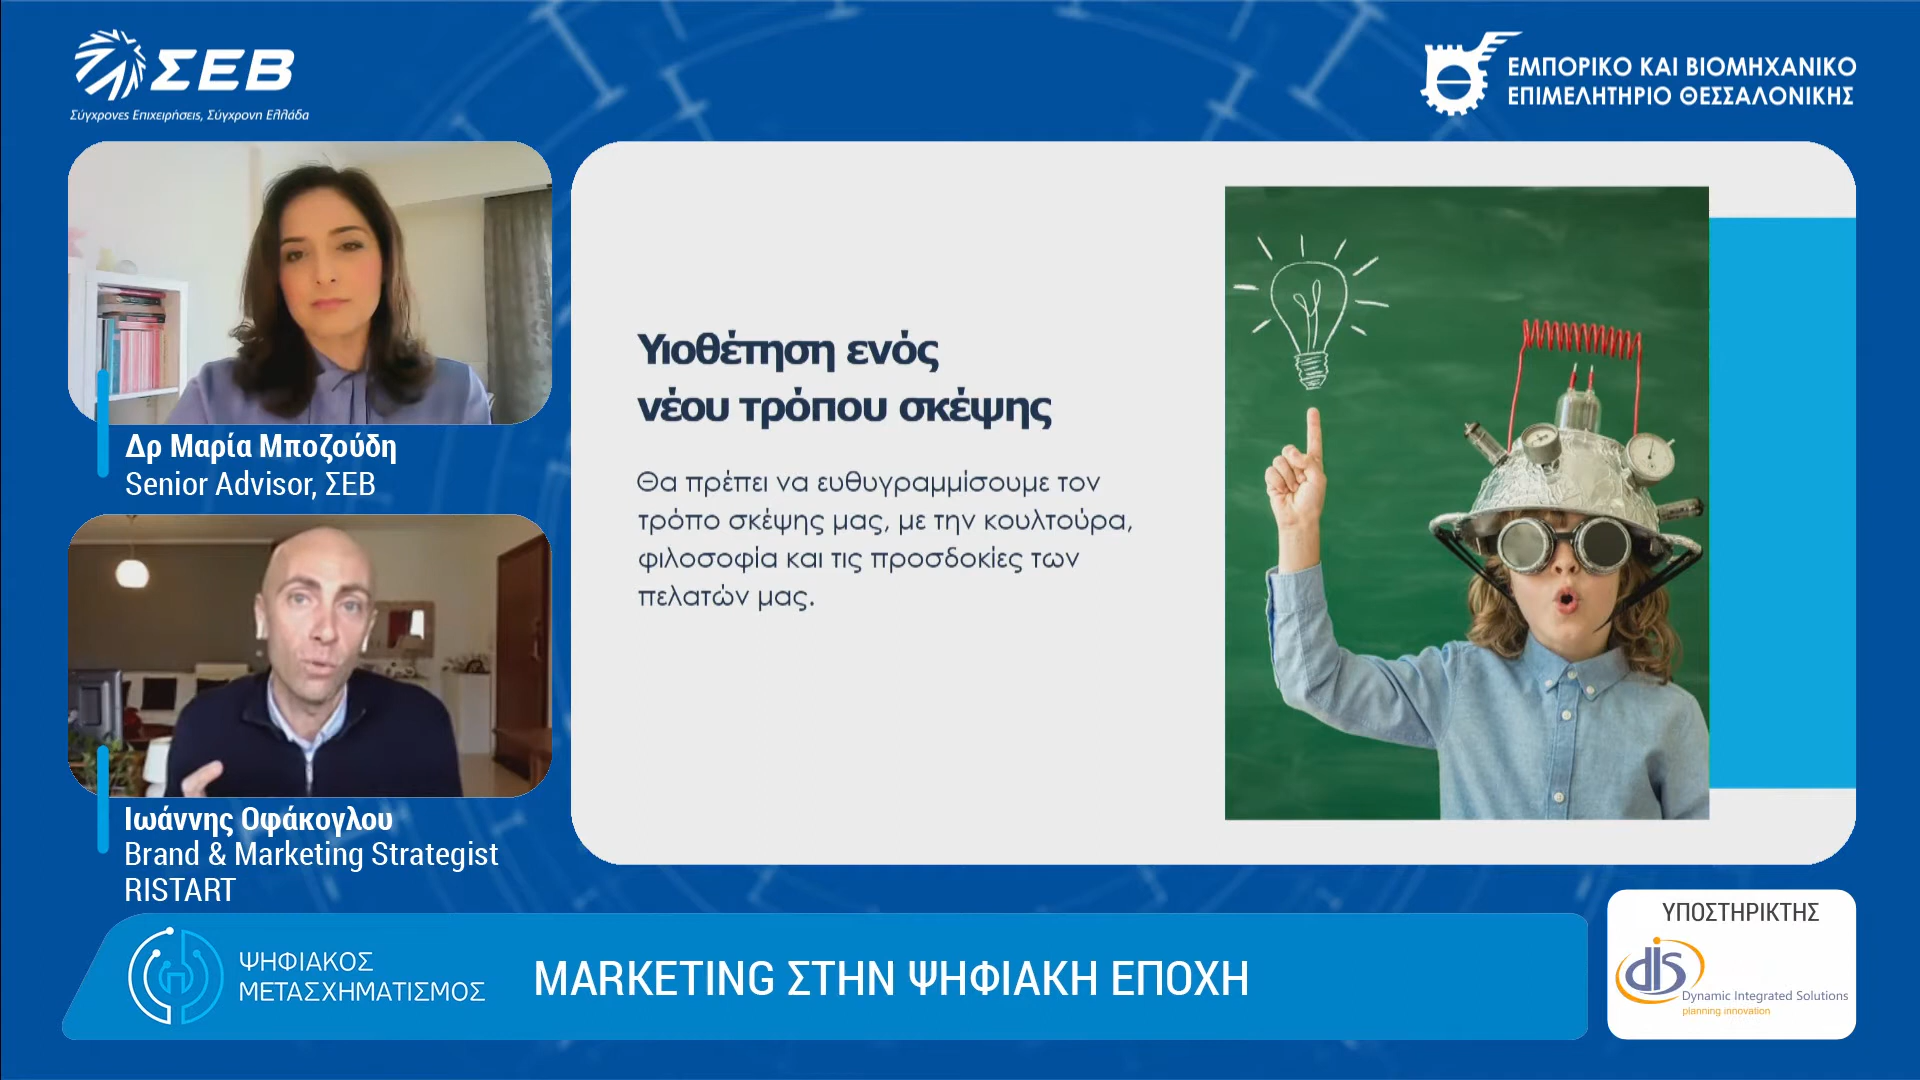 ΣΕΒ
Σύγχρονες Επιχειρήσεις, Σύγχρονη Ελλάδα
ΕΜΠΟΡΙΚΟ ΚΑΙ ΒΙΟΜΗΧΑΝΙΚΟ
ΕΠΙΜΕΛΗΤΗΡΙΟ ΘΕΣΣΑΛΟΝΙΚΗΣ
Δρ Μαρία Μποζούδη
Senior Advisor, ΣΕΒ
Ιωάννης Οφάκογλου
Brand & Marketing Strategist
RISTART
Υιοθέτηση ενός
νέου τρόπου σκέψης
Θα πρέπει να ευθυγραμμίσουμε τον
τρόπο σκέψης μας, με την κουλτούρα,
φιλοσοφία και τις προσδοκίες των
πελατών μας.
ΨΗΦΙΑΚΟΣ
ΜΕΤΑΣΧΗΜΑΤΙΣΜΟΣ
MARKETING ΣΤΗΝ ΨΗΦΙΑΚΗ ΕΠΟΧΗ
ΥΠΟΣΤΗΡΙΚΤΗΣ
dis
Dynamic Integrated Solutions
planning innovation